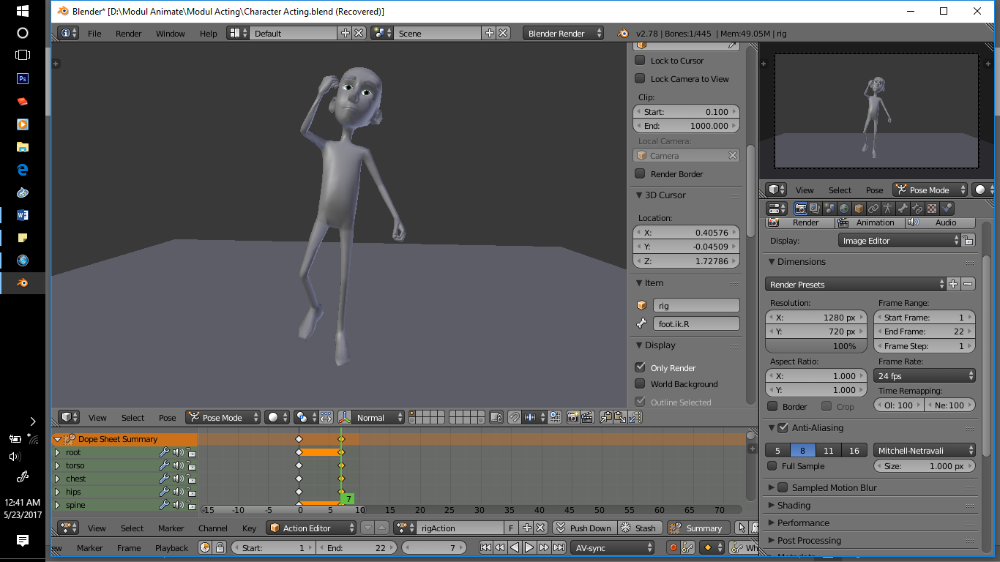 Blender* [D:\Modul Animate\Modul Acting\Character Acting.blend (Recovered)]
File Render Window Help Default Scene Blender Render v2.78 | Bones:1/445 | Mem:49.05M | rig
Lock to Cursor
Lock Camera to View
Clip:
Start: 0.100
End: 1000.000
Local Camera:
Camera
Render Border
3D Cursor
Location:
X: 0.40576
Y: -0.04509
Z: 1.72786
Item
rig
foot.ik.R
Display
Only Render
World Background
Outline Selected
View Select Pose Pose Mode
Render Animation Audio
Display: Image Editor
Dimensions
Render Presets
Resolution: Frame Range:
X: 1280 px Start Frame: 1
Y: 720 px End Frame: 22
100% Frame Step: 1
Aspect Ratio: Frame Rate:
X: 1.000 24 fps
Y: 1.000 Time Remapping:
Border Crop Ol: 100 Ne: 100
Anti-Aliasing
5 8 11 16 Mitchell-Netravali
Full Sample Size: 1.000 px
Sampled Motion Blur
Shading
Performance
Post Processing
View Select Pose Pose Mode Normal
Dope Sheet Summary
root
torso
chest
hips
spine
7
-15 -10 -5 0 5 10 15 20 25 30 35 40 45 50 55 60 65 70
View Select Marker Channel Key Action Editor rigAction F Push Down Stash Summary
ew Marker Frame Playback Start: 1 End: 22 7 AV-sync Wh
Ps
12:41 AM
5/23/2017